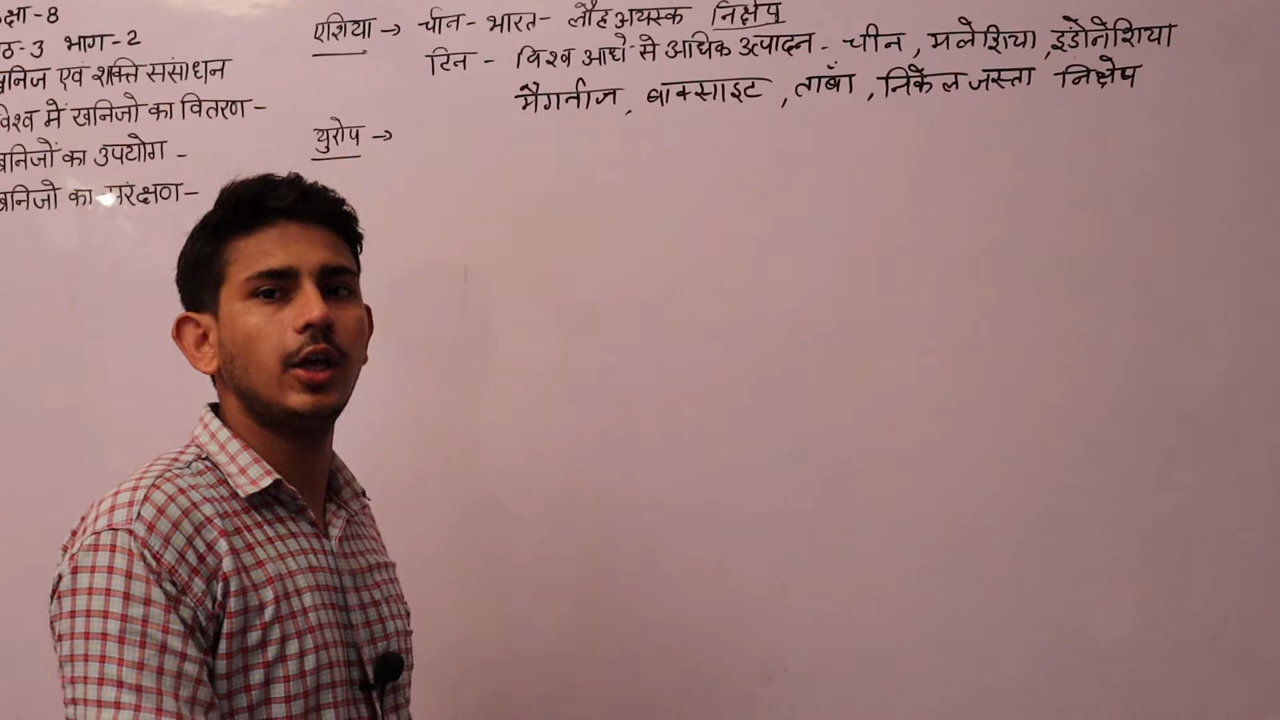 क्षा-8
ठ-3 भाग-2
खनिज एवं शक्ति संसाधन
विश्व में खनिजो का वितरण-
खनिजों का उपयोग -
खनिजो का संरक्षण-
एशिया → चीन- भारत- लौह अयस्क निक्षेप
टिन - विश्व आधे से अधिक उत्पादन- चीन, मलेशिया, इंडोनेशिया
मैगनीज, बाक्साइट, ताबाँ, निकेल जस्ता निक्षेप
युरोप →